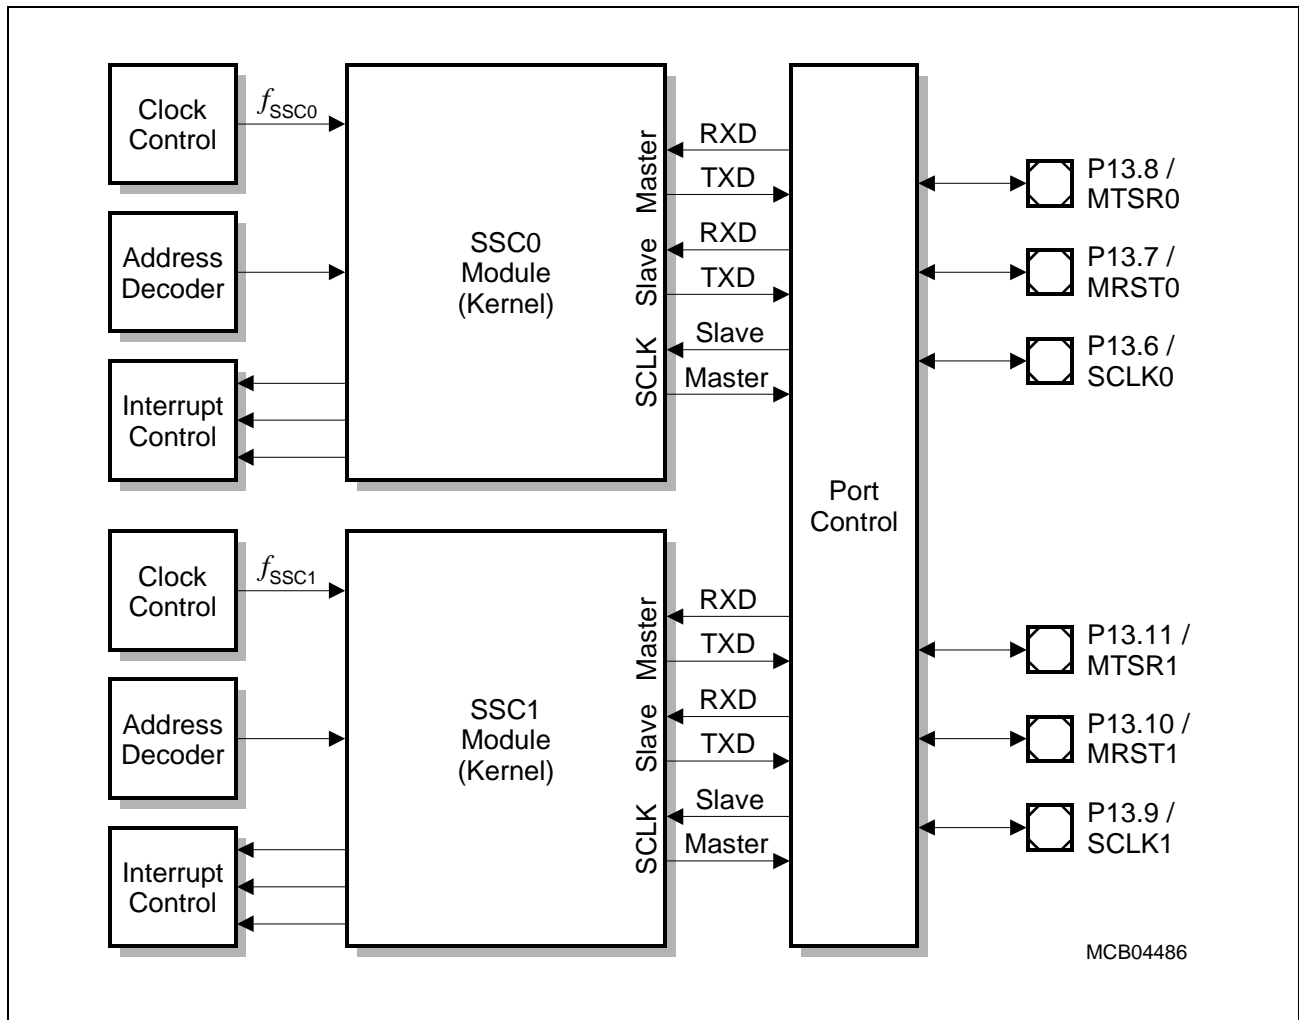 Clock
Control
fSSC0
Address
Decoder
Interrupt
Control
SSC0
Module
(Kernel)
Master
Slave
SCLK
RXD
TXD
RXD
TXD
Slave
Master
P13.8 /
MTSR0
P13.7 /
MRST0
P13.6 /
SCLK0
Port
Control
Clock
Control
fSSC1
Address
Decoder
Interrupt
Control
SSC1
Module
(Kernel)
Master
Slave
SCLK
RXD
TXD
RXD
TXD
Slave
Master
P13.11 /
MTSR1
P13.10 /
MRST1
P13.9 /
SCLK1
MCB04486